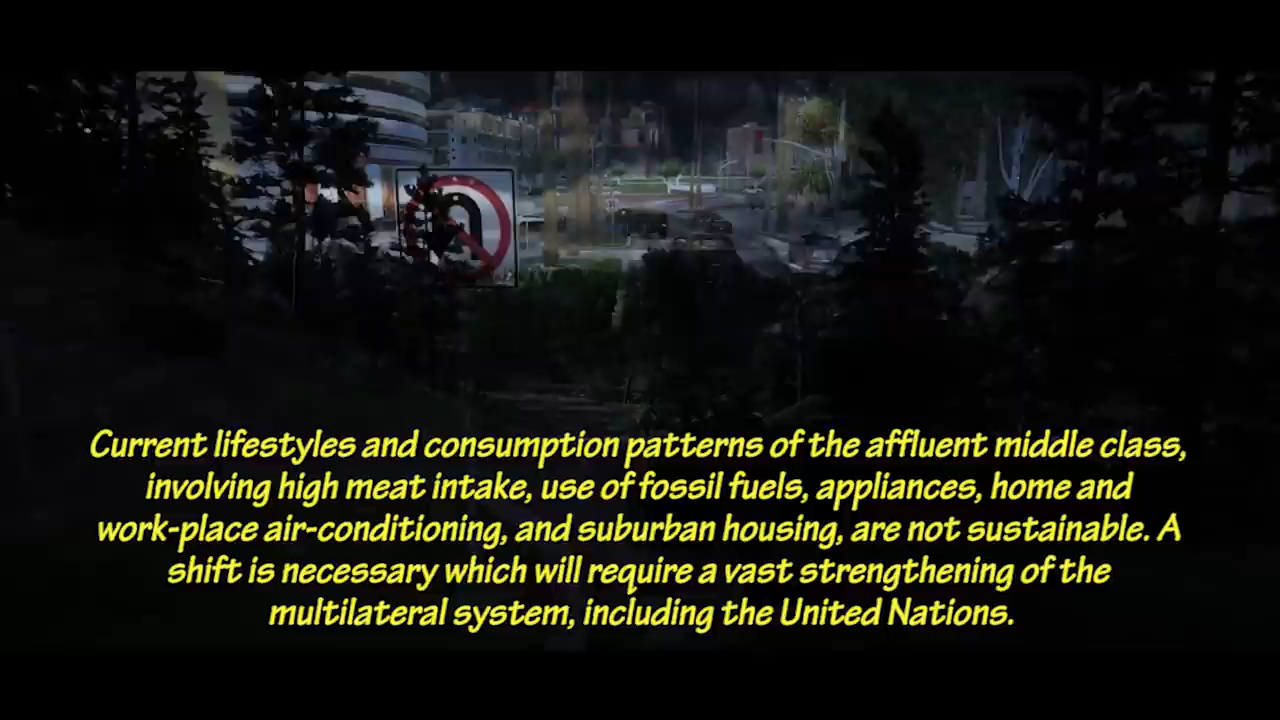 Current lifestyles and consumption patterns of the affluent middle class,
involving high meat intake, use of fossil fuels, appliances, home and
work-place air-conditioning, and suburban housing, are not sustainable. A
shift is necessary which will require a vast strengthening of the
multilateral system, including the United Nations.